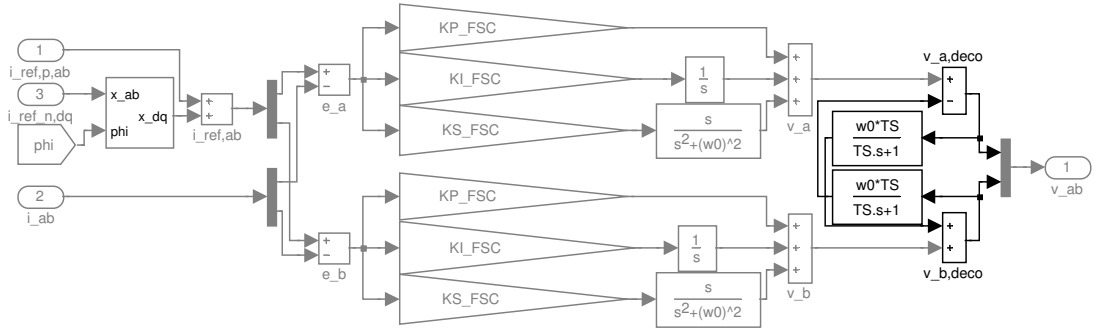 1
i_ref,p,ab
3
i_ref_n,dq
phi
x_ab
phi
x_dq
+
+
i_ref,ab
2
i_ab
+
−
e_a
KP_FSC
KI_FSC
KS_FSC
1
s
s
s2+(w0)^2
+
+
+
v_a
+
−
e_b
KP_FSC
KI_FSC
KS_FSC
1
s
s
s2+(w0)^2
+
+
+
v_b
v_a,deco
+
−
w0*TS
TS.s+1
w0*TS
TS.s+1
+
+
v_b,deco
1
v_ab